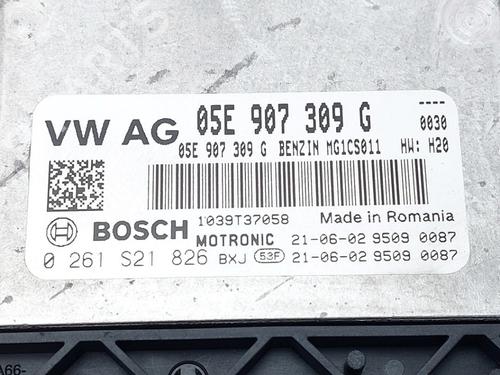 VW AG 05E 907 309 G
----
0030
05E 907 309 G BENZIN MG1CS011 HW: H20
BOSCH 1039T37058 Made in Romania
MOTRONIC 21-06-02 9509 0087
0 261 S21 826 BXJ 53F 21-06-02 9509 0087
A66-